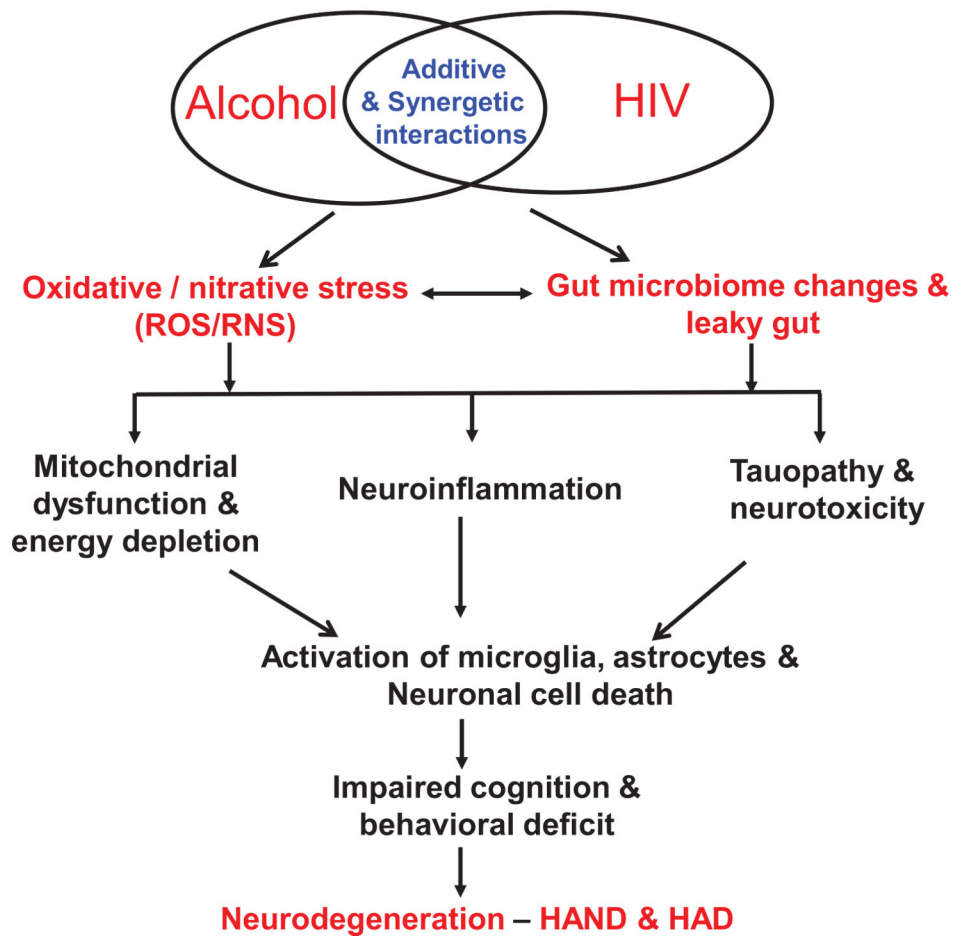 Alcohol
Additive
& Synergetic
interactions
HIV
Oxidative / nitrative stress
(ROS/RNS)
Gut microbiome changes &
leaky gut
Mitochondrial
dysfunction &
energy depletion
Neuroinflammation
Tauopathy &
neurotoxicity
Activation of microglia, astrocytes &
Neuronal cell death
Impaired cognition &
behavioral deficit
Neurodegeneration – HAND & HAD